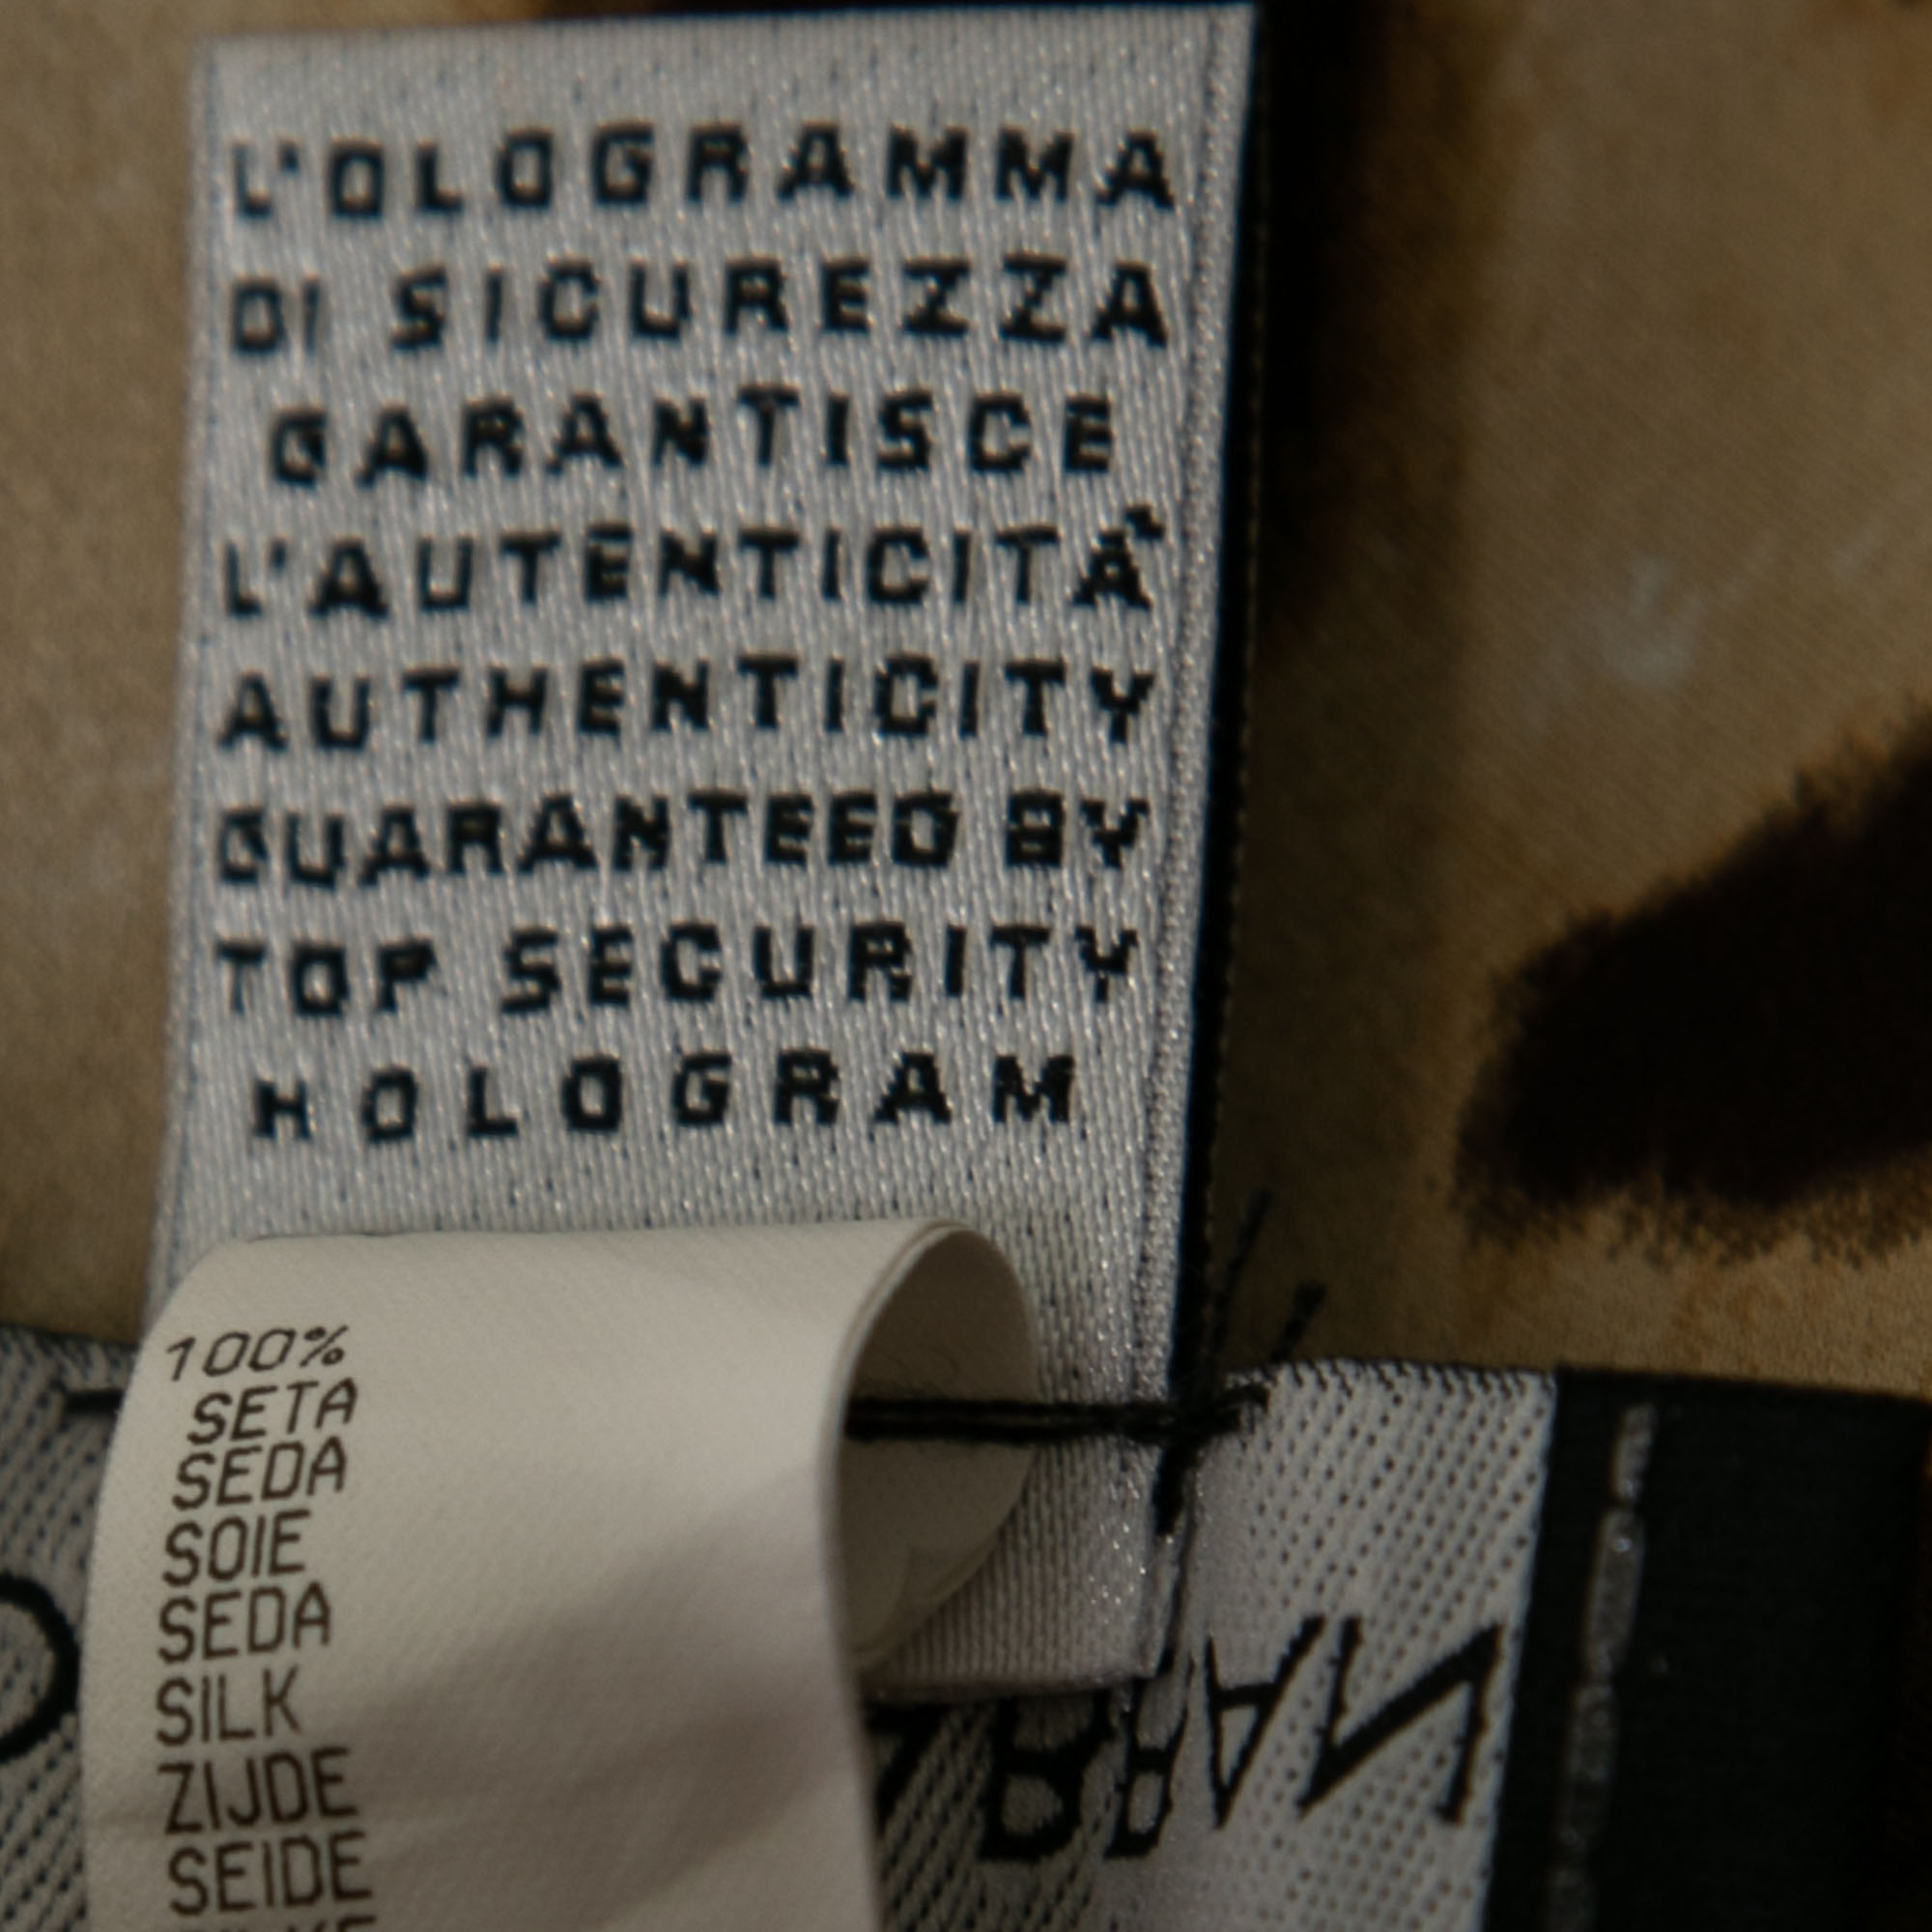 L'OLOGRAMMA
DI SICUREZZA
GARANTISCE
L'AUTENTICITÀ
AUTHENTICITY
GUARANTEED BY
TOP SECURITY
HOLOGRAM
100%
SETA
SEDA
SOIE
SEDA
SILK
ZIJDE
SEIDE